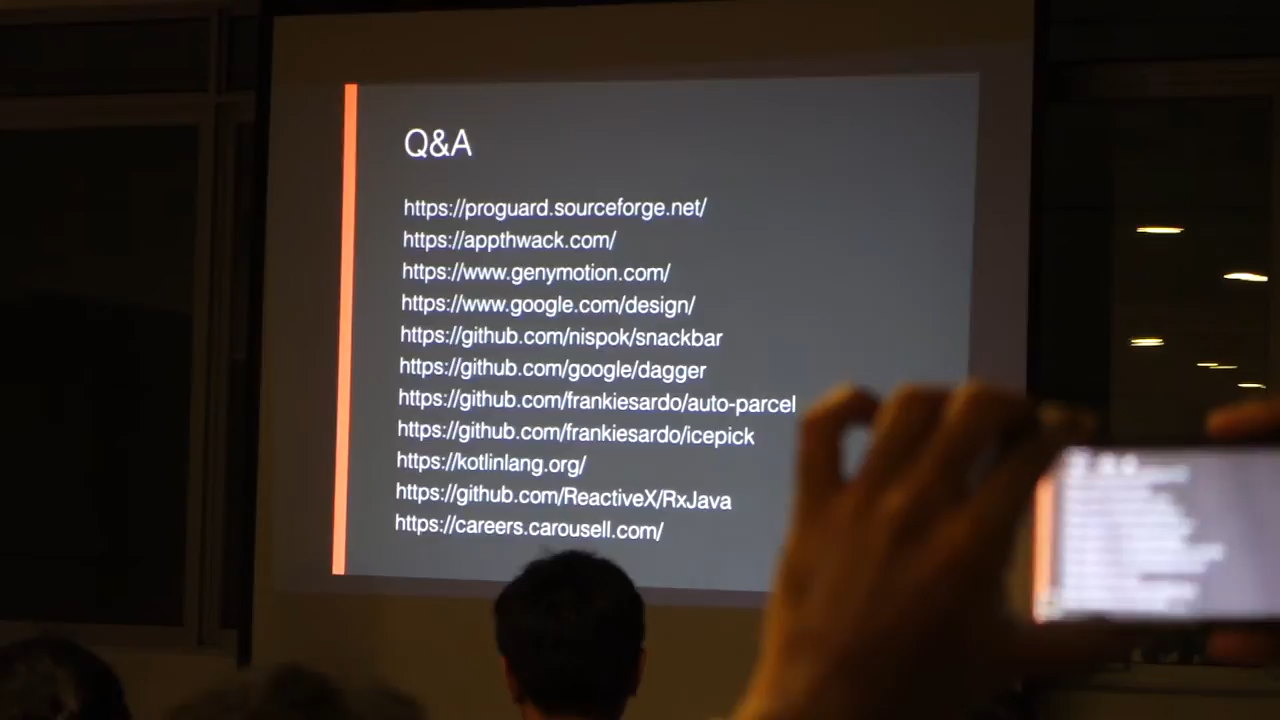 Q&A
https://proguard.sourceforge.net/
https://appthwack.com/
https://www.genymotion.com/
https://www.google.com/design/
https://github.com/nispok/snackbar
https://github.com/google/dagger
https://github.com/frankiesardo/auto-parcel
https://github.com/frankiesardo/icepick
https://kotlinlang.org/
https://github.com/ReactiveX/RxJava
https://careers.carousell.com/